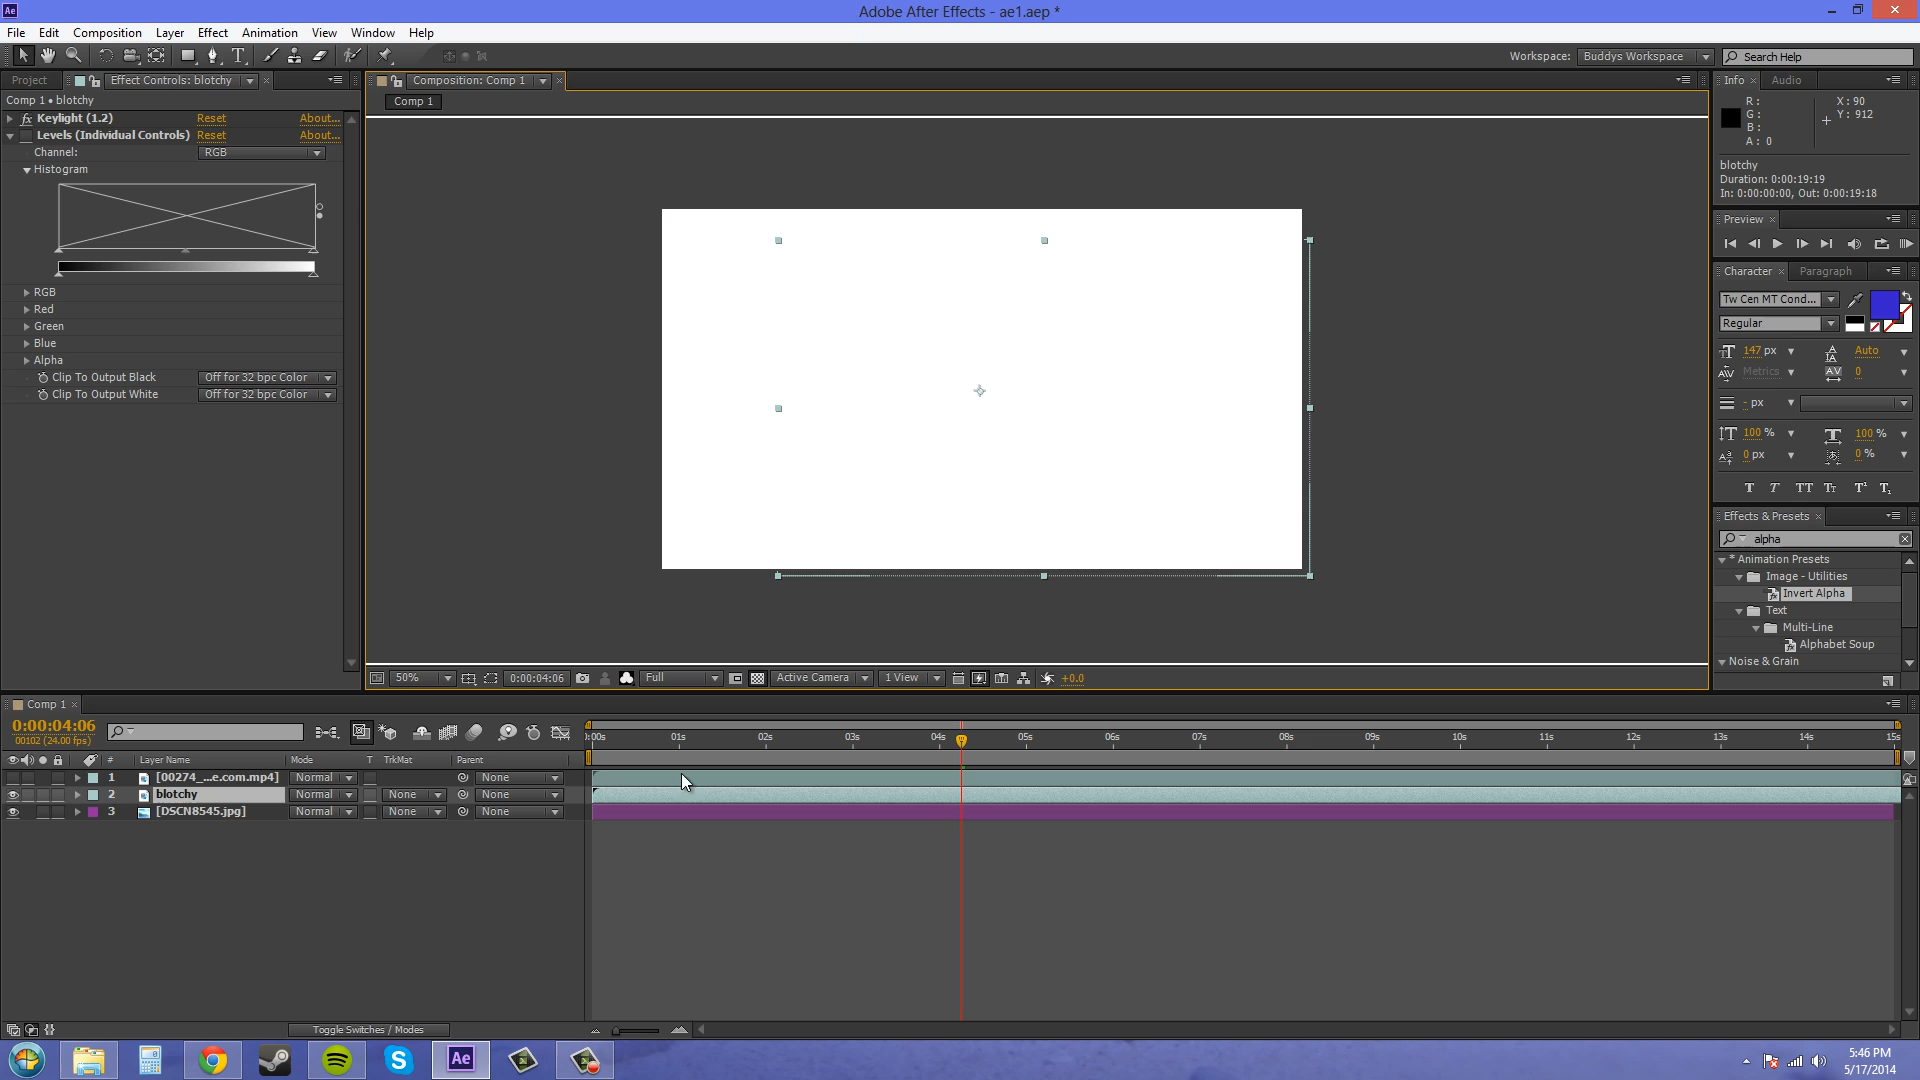 Ae
Adobe After Effects - ae1.aep *
File Edit Composition Layer Effect Animation View Window Help
Workspace: Buddys Workspace Search Help
Project Effect Controls: blotchy
Comp 1 • blotchy
fx Keylight (1.2) Reset About...
Levels (Individual Controls) Reset About...
Channel: RGB
Histogram
RGB
Red
Green
Blue
Alpha
Clip To Output Black Off for 32 bpc Color
Clip To Output White Off for 32 bpc Color
Composition: Comp 1
Comp 1
50% 0:00:04:06 Full Active Camera 1 View +0.0
Info Audio
R: X: 90
G: Y: 912
B:
A: 0
blotchy
Duration: 0:00:19:19
In: 0:00:00:00, Out: 0:00:19:18
Preview
Character Paragraph
Tw Cen MT Cond...
Regular
147 px Auto
Metrics 0
- px
100 % 100 %
0 px 0 %
T T TT Tt T¹ T₁
Effects & Presets
alpha
* Animation Presets
Image - Utilities
Invert Alpha
Text
Multi-Line
Alphabet Soup
Noise & Grain
Comp 1
0:00:04:06
00102 (24.00 fps)
):00s 01s 02s 03s 04s 05s 06s 07s 08s 09s 10s 11s 12s 13s 14s 15s
# Layer Name Mode T TrkMat Parent
1 [00274_...e.com.mp4] Normal None
2 blotchy Normal None None
3 [DSCN8545.jpg] Normal None None
Toggle Switches / Modes
Ae
5:46 PM
5/17/2014